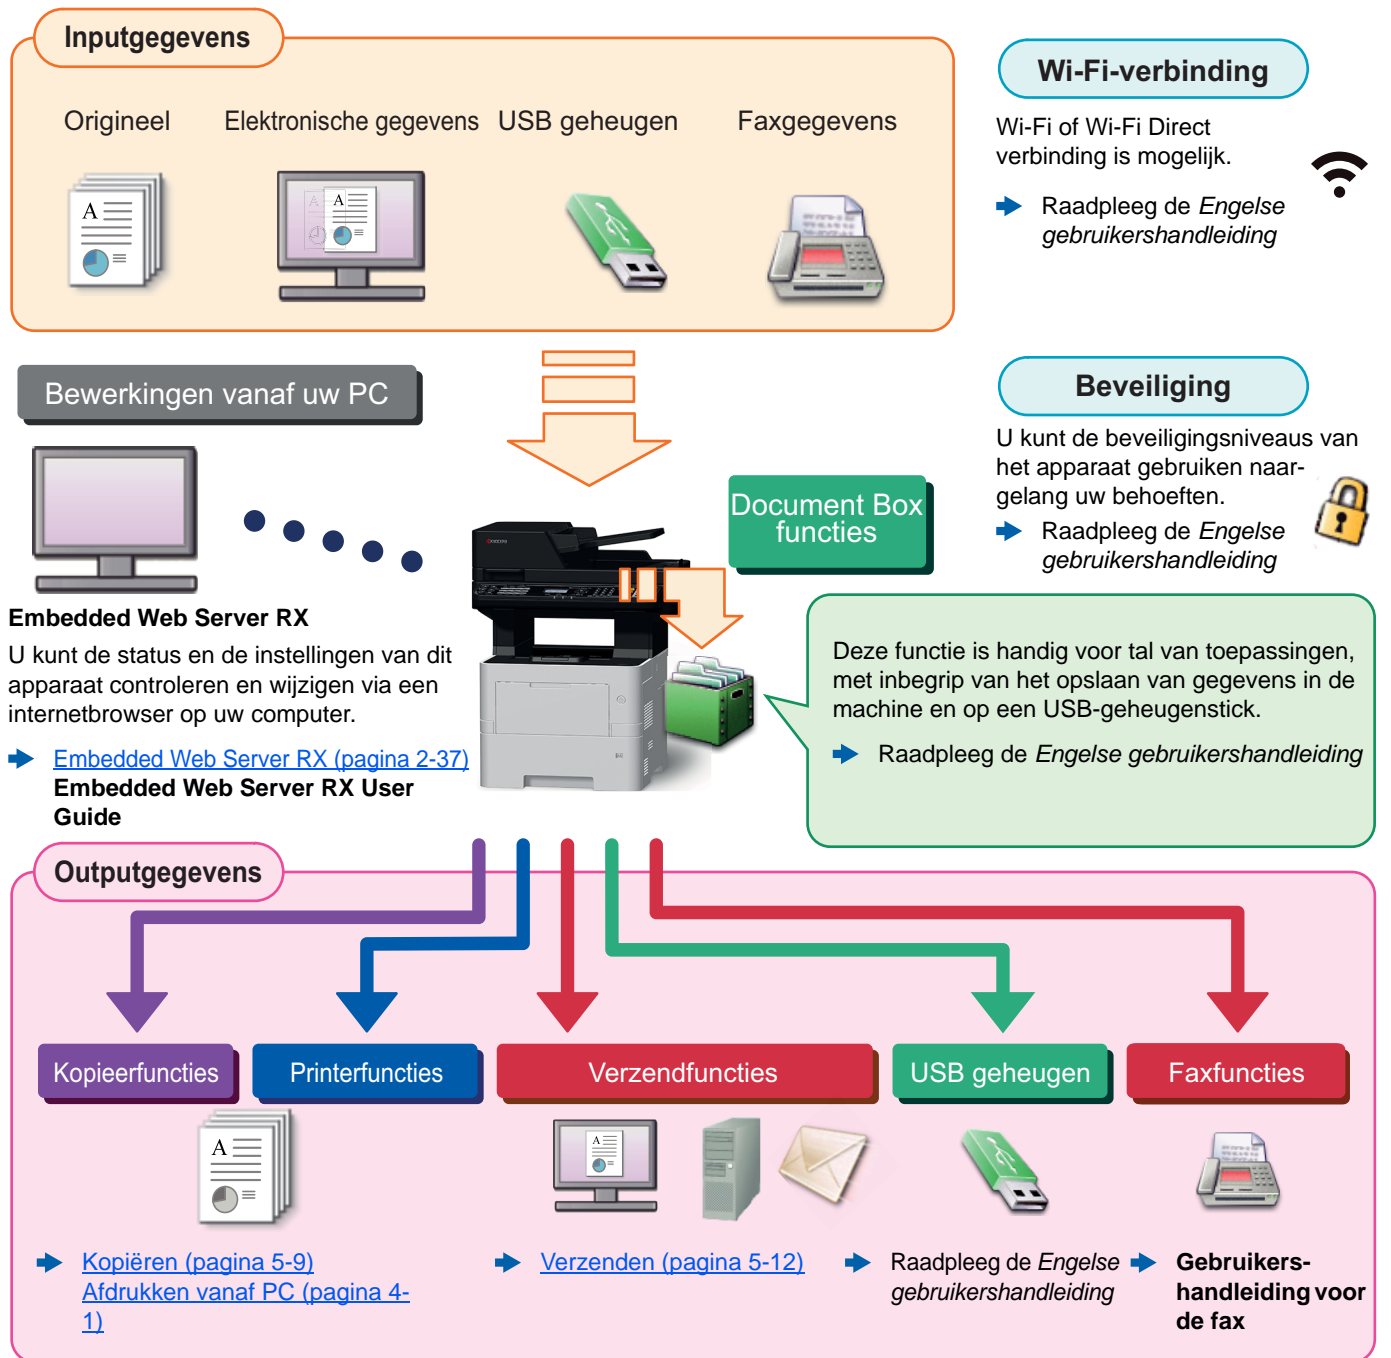 Inputgegevens
Origineel
Elektronische gegevens
USB geheugen
Faxgegevens
Wi-Fi-verbinding
Wi-Fi of Wi-Fi Direct
verbinding is mogelijk.
Raadpleeg de Engelse
gebruikershandleiding
Bewerkingen vanaf uw PC
Beveiliging
U kunt de beveiligingsniveaus van
het apparaat gebruiken naar-
gelang uw behoeften.
Raadpleeg de Engelse
gebruikershandleiding
Document Box
functies
Embedded Web Server RX
U kunt de status en de instellingen van dit
apparaat controleren en wijzigen via een
internetbrowser op uw computer.
Embedded Web Server RX (pagina 2-37)
Embedded Web Server RX User
Guide
Deze functie is handig voor tal van toepassingen,
met inbegrip van het opslaan van gegevens in de
machine en op een USB-geheugenstick.
Raadpleeg de Engelse gebruikershandleiding
Outputgegevens
Kopieerfuncties
Printerfuncties
Verzendfuncties
USB geheugen
Faxfuncties
A
A
A
A
A
Kopiëren (pagina 5-9)
Afdrukken vanaf PC (pagina 4-
1)
Verzenden (pagina 5-12)
Raadpleeg de Engelse
gebruikershandleiding
Gebruikers-
handleiding voor
de fax